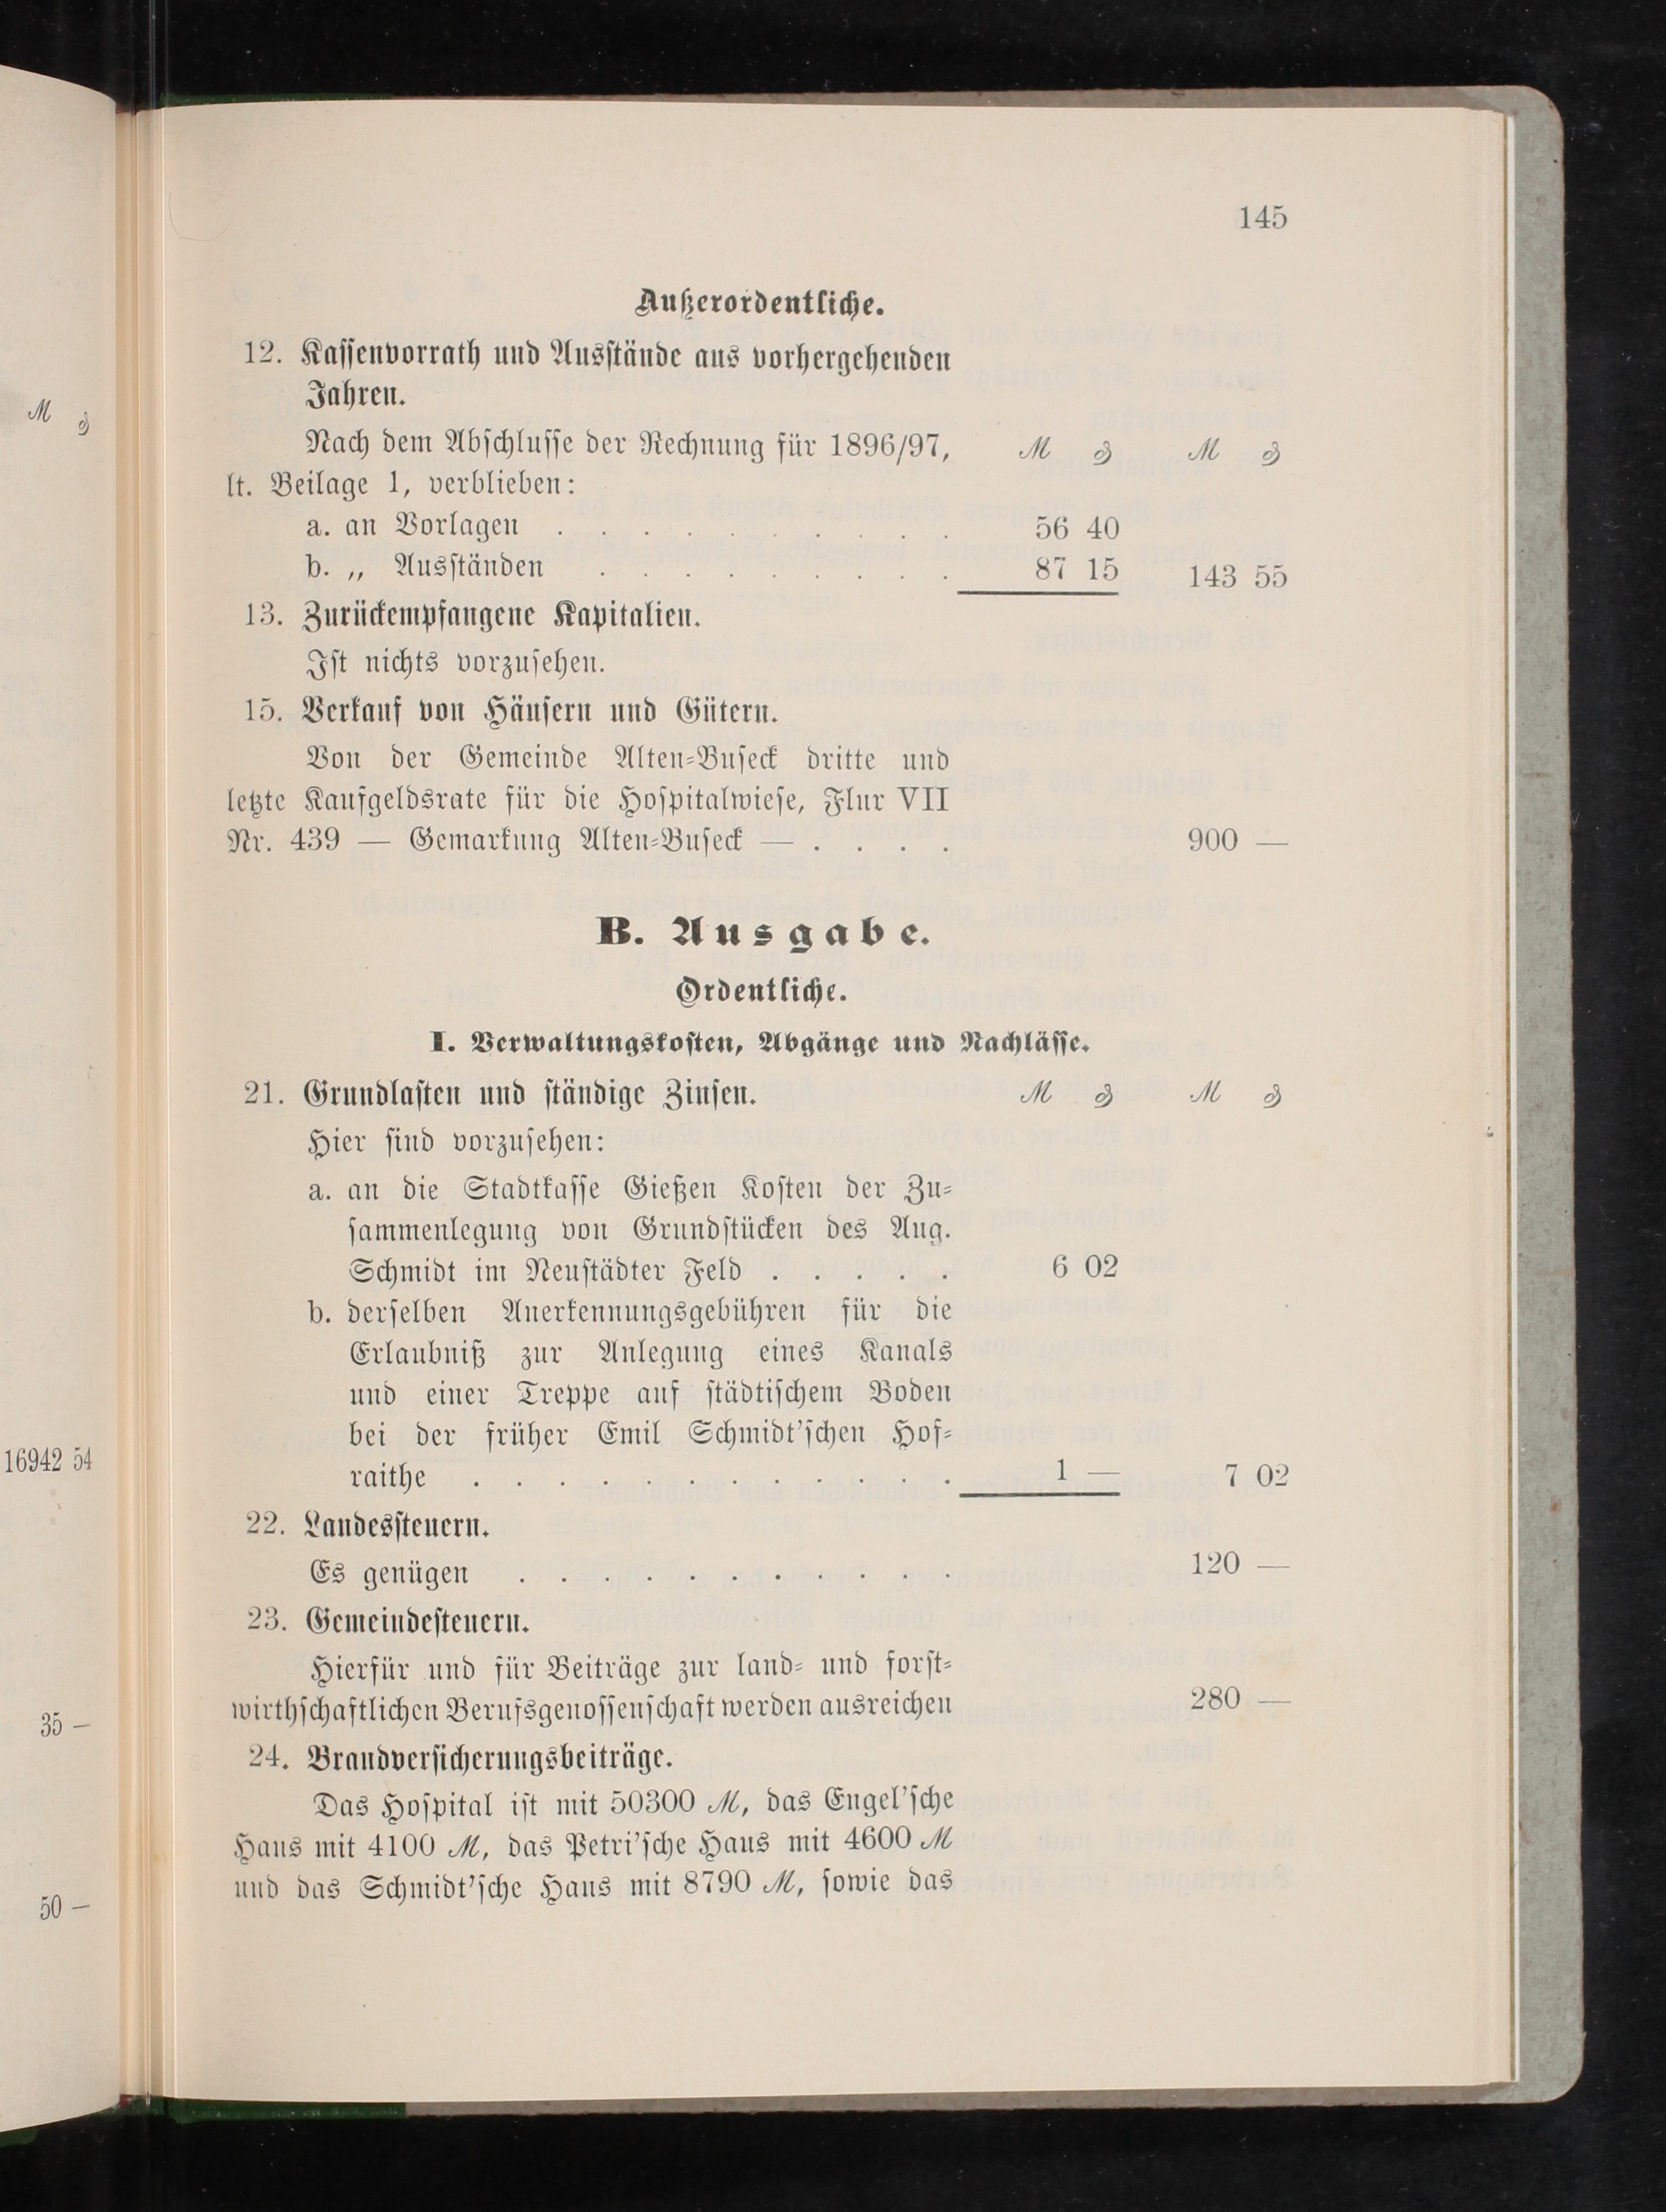 145
Außerordentliche.
12. Kassenvorrath und Ausstände aus vorhergehenden
Jahren.
Nach dem Abschlusse der Rechnung für 1896/97, ℳ ₰ ℳ ₰
lt. Beilage 1, verblieben:
a. an Vorlagen . . . . . . . . . . 56 40
b. „ Ausständen . . . . . . . . . 87 15 143 55
13. Zurückempfangene Kapitalien.
Ist nichts vorzusehen.
15. Verkauf von Häusern und Gütern.
Von der Gemeinde Alten-Buseck dritte und
letzte Kaufgeldsrate für die Hospitalwiese, Flur VII
Nr. 439 — Gemarkung Alten-Buseck — . . . . 900 —
B. Ausgabe.
Ordentliche.
I. Verwaltungskosten, Abgänge und Nachlässe.
21. Grundlasten und ständige Zinsen. ℳ ₰ ℳ ₰
Hier sind vorzusehen:
a. an die Stadtkasse Gießen Kosten der Zu-
sammenlegung von Grundstücken des Aug.
Schmidt im Neustädter Feld . . . . . 6 02
b. derselben Anerkennungsgebühren für die
Erlaubniß zur Anlegung eines Kanals
und einer Treppe auf städtischem Boden
bei der früher Emil Schmidt'schen Hof-
raithe . . . . . . . . . . . . 1 — 7 02
22. Landessteuern.
Es genügen . . . . . . . . . . . 120 —
23. Gemeindesteuern.
Hierfür und für Beiträge zur land- und forst-
wirthschaftlichen Berufsgenossenschaft werden ausreichen 280 —
24. Brandversicherungsbeiträge.
Das Hospital ist mit 50300 ℳ, das Engel'sche
Haus mit 4100 ℳ, das Petri'sche Haus mit 4600 ℳ
und das Schmidt'sche Haus mit 8790 ℳ, sowie das
ℳ ₰
16942 54
35 —
50 —